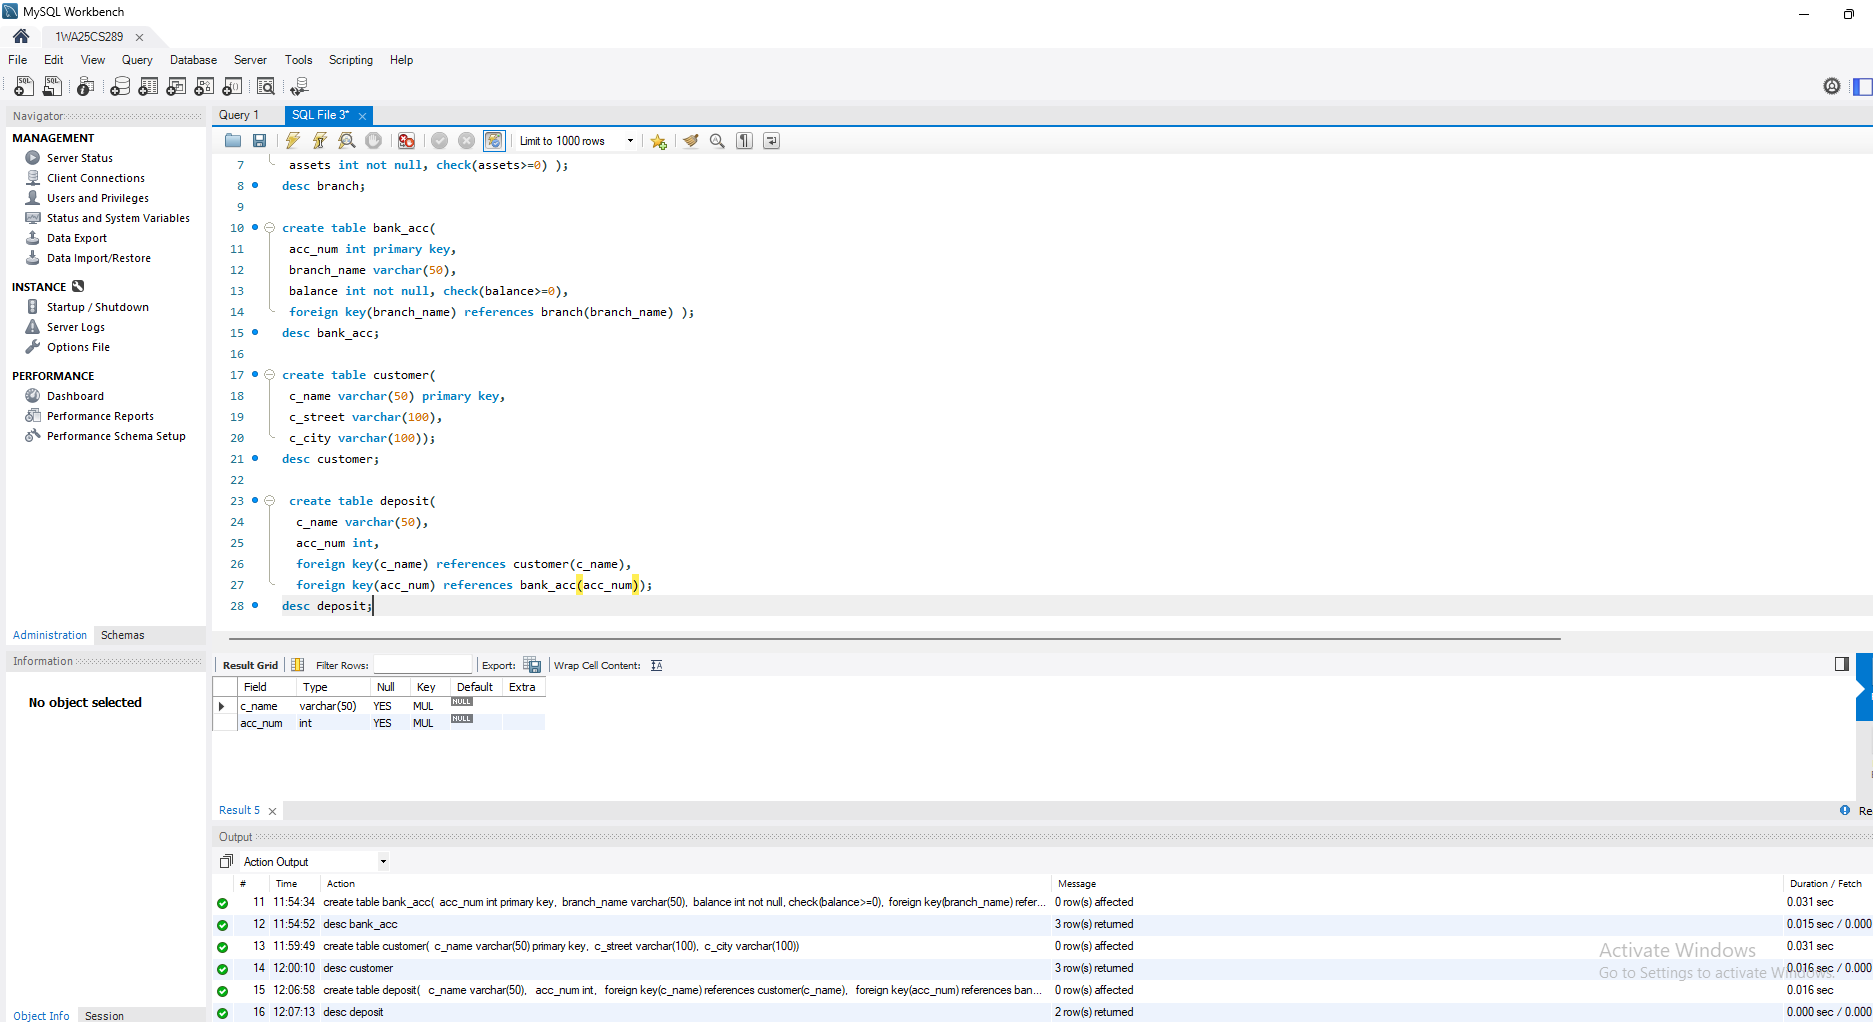 MySQL Workbench
1WA25CS289
File Edit View Query Database Server Tools Scripting Help
Navigator
MANAGEMENT
Server Status
Client Connections
Users and Privileges
Status and System Variables
Data Export
Data Import/Restore
INSTANCE
Startup / Shutdown
Server Logs
Options File
PERFORMANCE
Dashboard
Performance Reports
Performance Schema Setup
Administration Schemas
Information
No object selected
Object Info Session
Query 1 SQL File 3*
Limit to 1000 rows
7 assets int not null, check(assets>=0) );
8 desc branch;
9
10 create table bank_acc(
11 acc_num int primary key,
12 branch_name varchar(50),
13 balance int not null, check(balance>=0),
14 foreign key(branch_name) references branch(branch_name) );
15 desc bank_acc;
16
17 create table customer(
18 c_name varchar(50) primary key,
19 c_street varchar(100),
20 c_city varchar(100));
21 desc customer;
22
23 create table deposit(
24 c_name varchar(50),
25 acc_num int,
26 foreign key(c_name) references customer(c_name),
27 foreign key(acc_num) references bank_acc(acc_num));
28 desc deposit;
Result Grid Filter Rows: Export: Wrap Cell Content:
Field Type Null Key Default Extra
c_name varchar(50) YES MUL NULL
acc_num int YES MUL NULL
Result 5
Re
Output
Action Output
# Time Action Message Duration / Fetch
11 11:54:34 create table bank_acc( acc_num int primary key, branch_name varchar(50), balance int not null, check(balance>=0), foreign key(branch_name) refer... 0 row(s) affected 0.031 sec
12 11:54:52 desc bank_acc 3 row(s) returned 0.015 sec / 0.000
13 11:59:49 create table customer( c_name varchar(50) primary key, c_street varchar(100), c_city varchar(100)) 0 row(s) affected 0.031 sec
14 12:00:10 desc customer 3 row(s) returned 0.016 sec / 0.000
15 12:06:58 create table deposit( c_name varchar(50), acc_num int, foreign key(c_name) references customer(c_name), foreign key(acc_num) references ban... 0 row(s) affected 0.016 sec
16 12:07:13 desc deposit 2 row(s) returned 0.000 sec / 0.000
Activate Windows
Go to Settings to activate Windows.